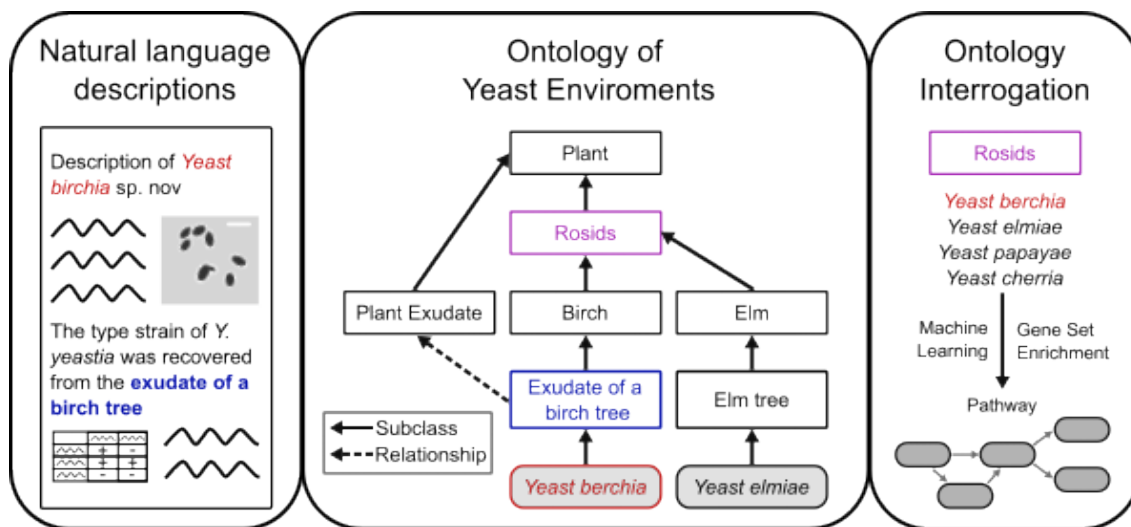 Natural language
descriptions
Description of Yeast
birchia sp. nov
The type strain of Y.
yeastia was recovered
from the exudate of a
birch tree
+ -
+ +
- -
Ontology of
Yeast Enviroments
Plant
Rosids
Plant Exudate
Birch
Elm
Exudate of a
birch tree
Elm tree
Subclass
Relationship
Yeast berchia
Yeast elmiae
Ontology
Interrogation
Rosids
Yeast berchia
Yeast elmiae
Yeast papayae
Yeast cherria
Machine
Learning
Gene Set
Enrichment
Pathway